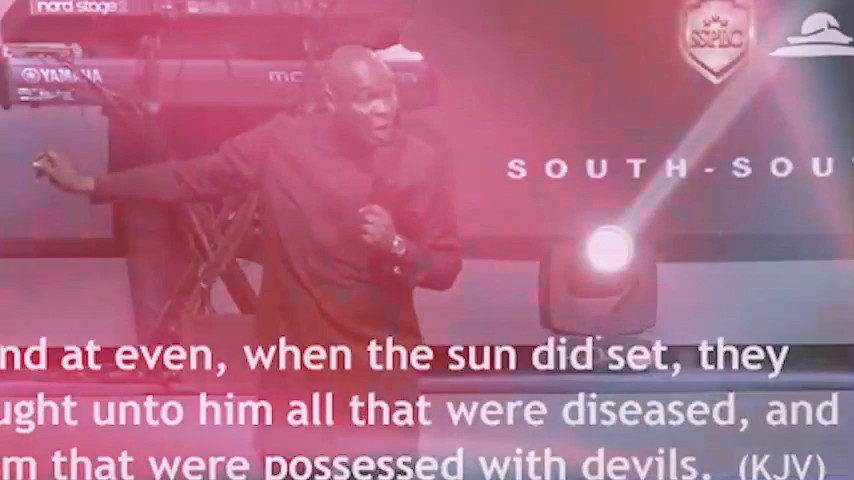 nord stage
SSPLC
YAMAHA
MC
SOUTH-SOU
nd at even, when the sun did set, they
ught unto him all that were diseased, and
m that were possessed with devils. (KJV)